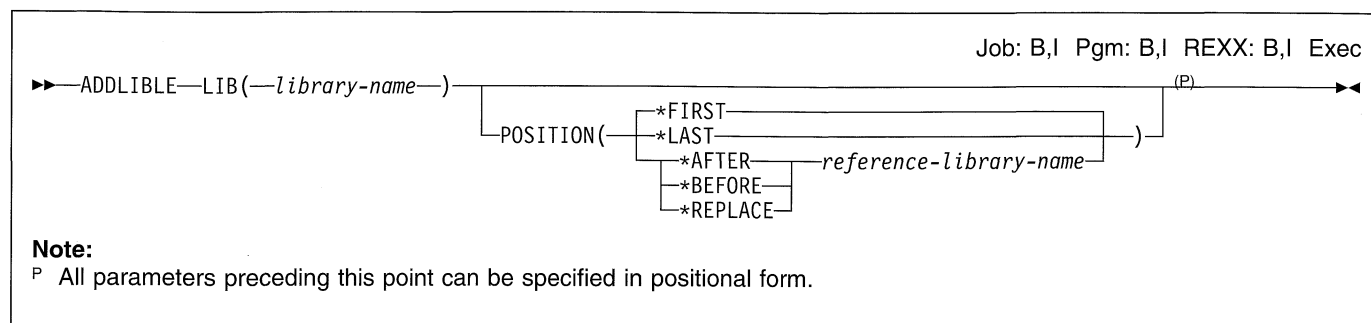 Job: B,I Pgm: B,I REXX: B,I Exec
ADDLIBLE LIB( library-name ) (P)
*FIRST
POSITION( *LAST )
*AFTER reference-library-name
*BEFORE
*REPLACE
Note:
P All parameters preceding this point can be specified in positional form.